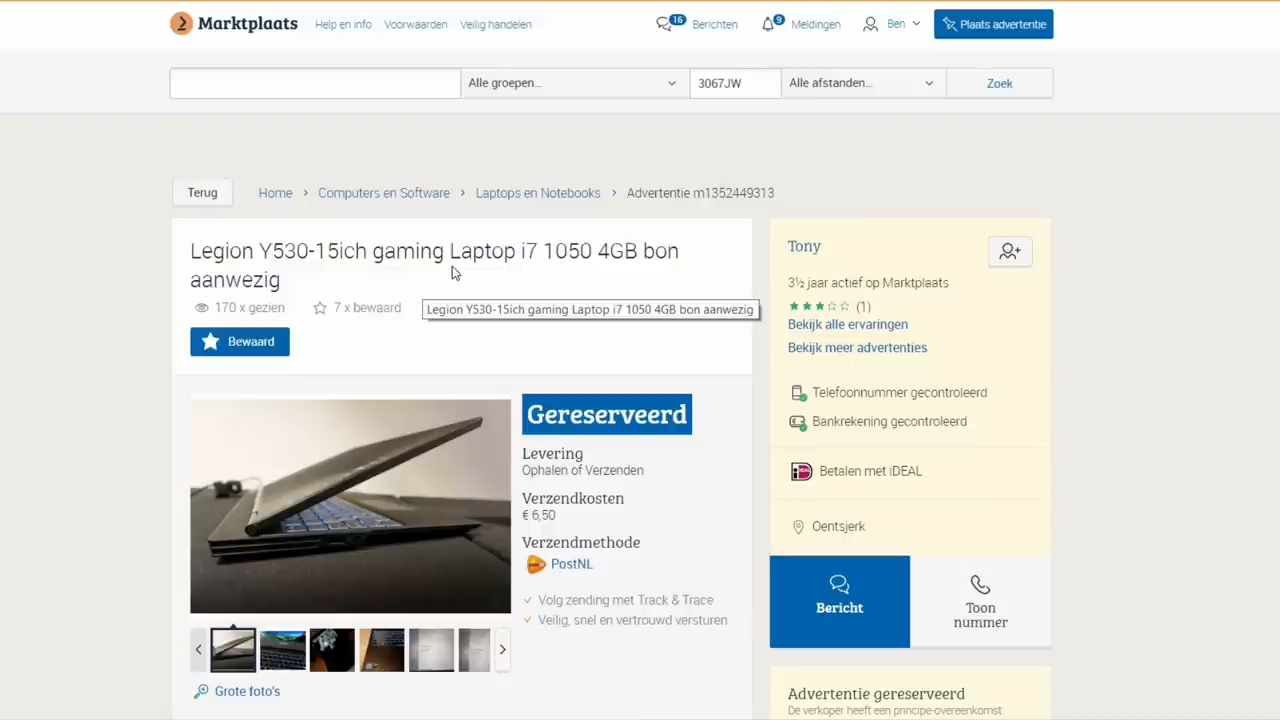 Marktplaats
Help en info
Voorwaarden
Veilig handelen
16
Berichten
9
Meldingen
Ben
Plaats advertentie
Alle groepen...
3067JW
Alle afstanden...
Zoek
Terug
Home > Computers en Software > Laptops en Notebooks > Advertentie m1352449313
Legion Y530-15ich gaming Laptop i7 1050 4GB bon
aanwezig
170 x gezien
7 x bewaard
Legion Y530-15ich gaming Laptop i7 1050 4GB bon aanwezig
Bewaard
Gereserveerd
Levering
Ophalen of Verzenden
Verzendkosten
€ 6,50
Verzendmethode
PostNL
Volg zending met Track & Trace
Veilig, snel en vertrouwd versturen
Grote foto's
Tony
3½ jaar actief op Marktplaats
(1)
Bekijk alle ervaringen
Bekijk meer advertenties
Telefoonnummer gecontroleerd
Bankrekening gecontroleerd
Betalen met iDEAL
Oentsjerk
Bericht
Toon
nummer
Advertentie gereserveerd
De verkoper heeft een principe-overeenkomst